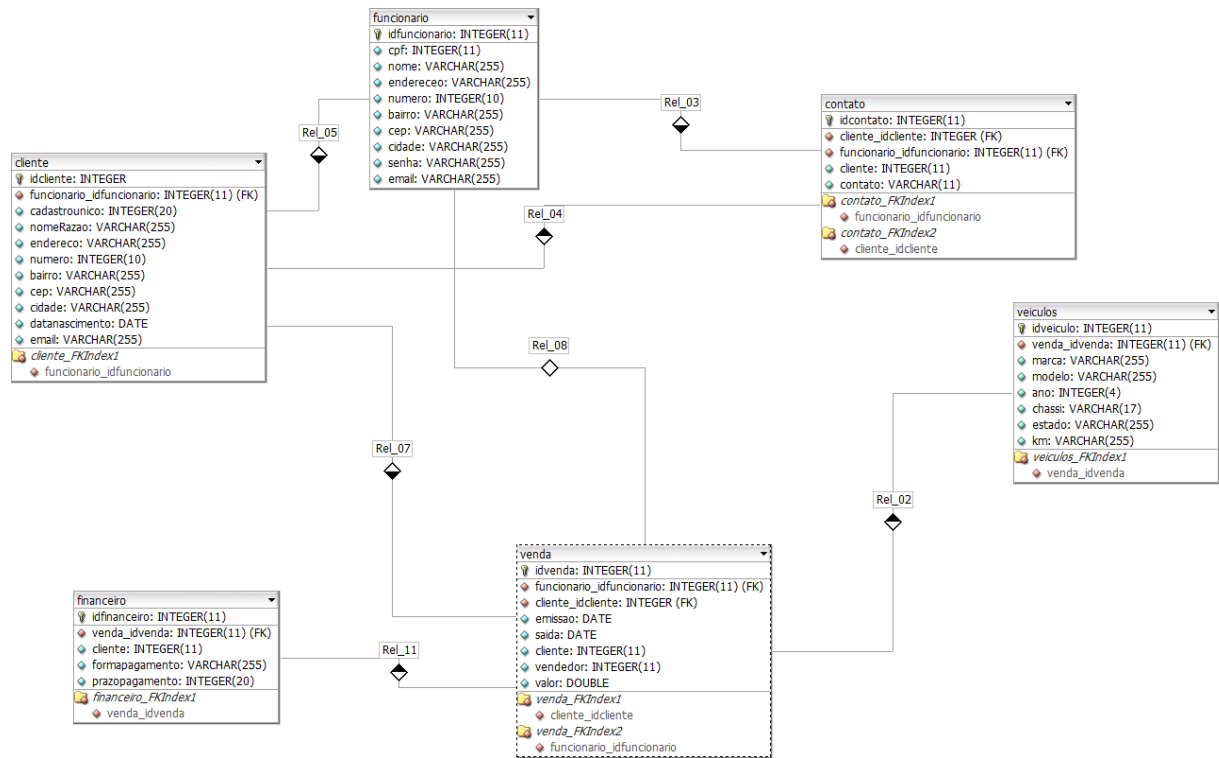 funcionario
idfuncionario: INTEGER(11)
cpf: INTEGER(11)
nome: VARCHAR(255)
endereceo: VARCHAR(255)
numero: INTEGER(10)
bairro: VARCHAR(255)
cep: VARCHAR(255)
cidade: VARCHAR(255)
senha: VARCHAR(255)
email: VARCHAR(255)
Rel_03
contato
idcontato: INTEGER(11)
cliente_idcliente: INTEGER (FK)
funcionario_idfuncionario: INTEGER(11) (FK)
cliente: INTEGER(11)
contato: VARCHAR(11)
contato_FKIndex1
funcionario_idfuncionario
contato_FKIndex2
cliente_idcliente
Rel_05
cliente
idcliente: INTEGER
funcionario_idfuncionario: INTEGER(11) (FK)
cadastrounico: INTEGER(20)
nomeRazao: VARCHAR(255)
endereco: VARCHAR(255)
numero: INTEGER(10)
bairro: VARCHAR(255)
cep: VARCHAR(255)
cidade: VARCHAR(255)
datanascimento: DATE
email: VARCHAR(255)
cliente_FKIndex1
funcionario_idfuncionario
Rel_04
Rel_08
veiculos
idveiculo: INTEGER(11)
venda_idvenda: INTEGER(11) (FK)
marca: VARCHAR(255)
modelo: VARCHAR(255)
ano: INTEGER(4)
chassi: VARCHAR(17)
estado: VARCHAR(255)
km: VARCHAR(255)
veiculos_FKIndex1
venda_idvenda
Rel_07
Rel_02
venda
idvenda: INTEGER(11)
funcionario_idfuncionario: INTEGER(11) (FK)
cliente_idcliente: INTEGER (FK)
emissao: DATE
saida: DATE
cliente: INTEGER(11)
vendedor: INTEGER(11)
valor: DOUBLE
venda_FKIndex1
cliente_idcliente
venda_FKIndex2
funcionario_idfuncionario
financeiro
idfinanceiro: INTEGER(11)
venda_idvenda: INTEGER(11) (FK)
cliente: INTEGER(11)
formapagamento: VARCHAR(255)
prazopagamento: INTEGER(20)
financeiro_FKIndex1
venda_idvenda
Rel_11